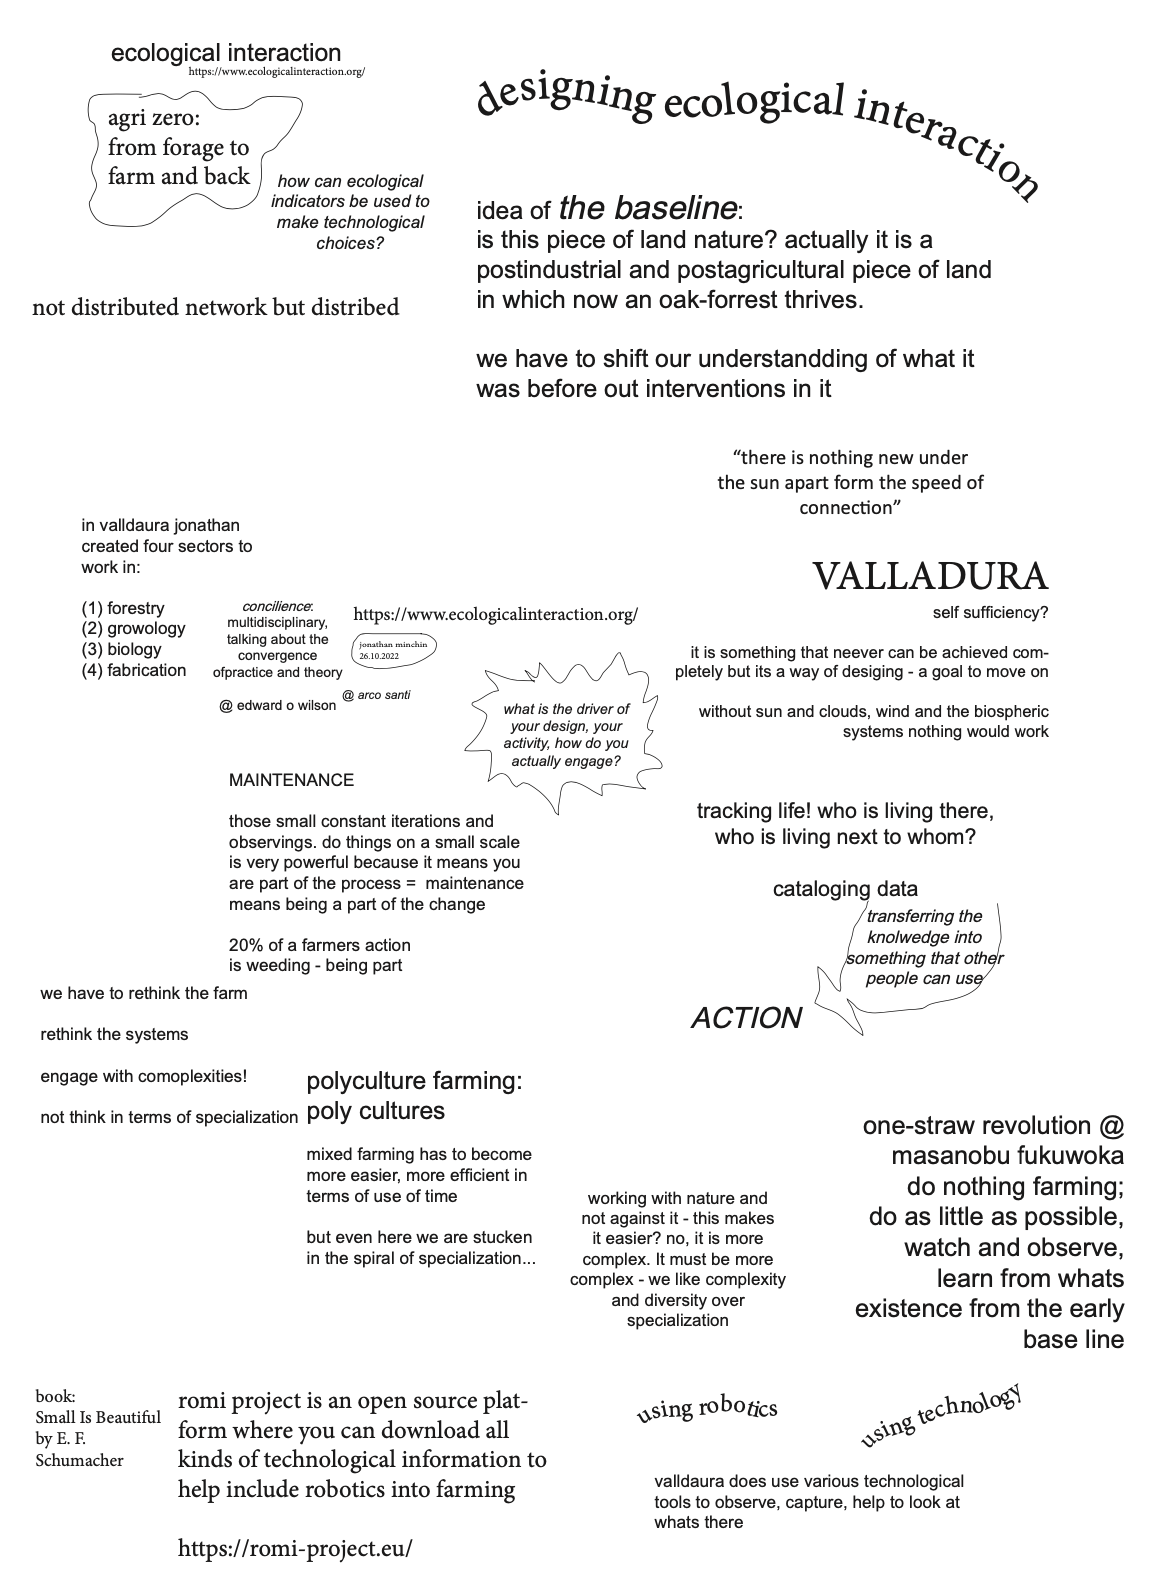 ecological interaction
https://www.ecologicalinteraction.org/
agri zero:
from forage to
farm and back
how can ecological
indicators be used to
make technological
choices?
not distributed network but distribed
designing ecological interaction
idea of the baseline:
is this piece of land nature? actually it is a
postindustrial and postagricultural piece of land
in which now an oak-forrest thrives.
we have to shift our understandding of what it
was before out interventions in it
“there is nothing new under
the sun apart form the speed of
connection”
in valldaura jonathan
created four sectors to
work in:
(1) forestry
(2) growology
(3) biology
(4) fabrication
concilience:
multidisciplinary,
talking about the
convergence
ofpractice and theory
@ edward o wilson
https://www.ecologicalinteraction.org/
jonathan minchin
26.10.2022
@ arco santi
what is the driver of
your design, your
activity, how do you
actually engage?
VALLADURA
self sufficiency?
it is something that neever can be achieved com-
pletely but its a way of desiging - a goal to move on
without sun and clouds, wind and the biospheric
systems nothing would work
MAINTENANCE
those small constant iterations and
observings. do things on a small scale
is very powerful because it means you
are part of the process =  maintenance
means being a part of the change
20% of a farmers action
is weeding - being part
tracking life! who is living there,
who is living next to whom?
cataloging data
transferring the
knolwedge into
something that other
people can use
ACTION
we have to rethink the farm
rethink the systems
engage with comoplexities!
not think in terms of specialization
polyculture farming:
poly cultures
mixed farming has to become
more easier, more efficient in
terms of use of time
but even here we are stucken
in the spiral of specialization...
working with nature and
not against it - this makes
it easier? no, it is more
complex. It must be more
complex - we like complexity
and diversity over
specialization
one-straw revolution @
masanobu fukuwoka
do nothing farming;
do as little as possible,
watch and observe,
learn from whats
existence from the early
base line
book:
Small Is Beautiful
by E. F.
Schumacher
romi project is an open source plat-
form where you can download all
kinds of technological information to
help include robotics into farming
https://romi-project.eu/
using robotics
using technology
valldaura does use various technological
tools to observe, capture, help to look at
whats there